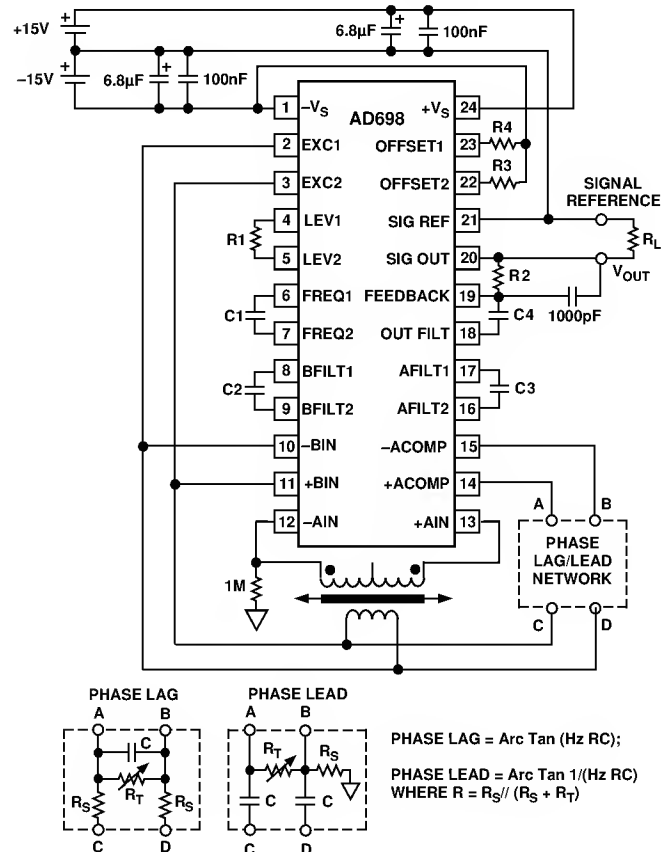 +15V
–15V
6.8µF
100nF
6.8µF
100nF
AD698
1 –VS
2 EXC1
3 EXC2
4 LEV1
5 LEV2
6 FREQ1
7 FREQ2
8 BFILT1
9 BFILT2
10 –BIN
11 +BIN
12 –AIN
+VS 24
OFFSET1 23
OFFSET2 22
SIG REF 21
SIG OUT 20
FEEDBACK 19
OUT FILT 18
AFILT1 17
AFILT2 16
–ACOMP 15
+ACOMP 14
+AIN 13
R1
C1
C2
1M
R4
R3
SIGNAL
REFERENCE
RL
VOUT
R2
C4
1000pF
C3
A B
PHASE
LAG/LEAD
NETWORK
C D
PHASE LAG
A B
C
RT
RS RS
C D
PHASE LEAD
A B
RT RS
C C
C D
PHASE LAG = Arc Tan (Hz RC);
PHASE LEAD = Arc Tan 1/(Hz RC)
WHERE R = RS// (RS + RT)